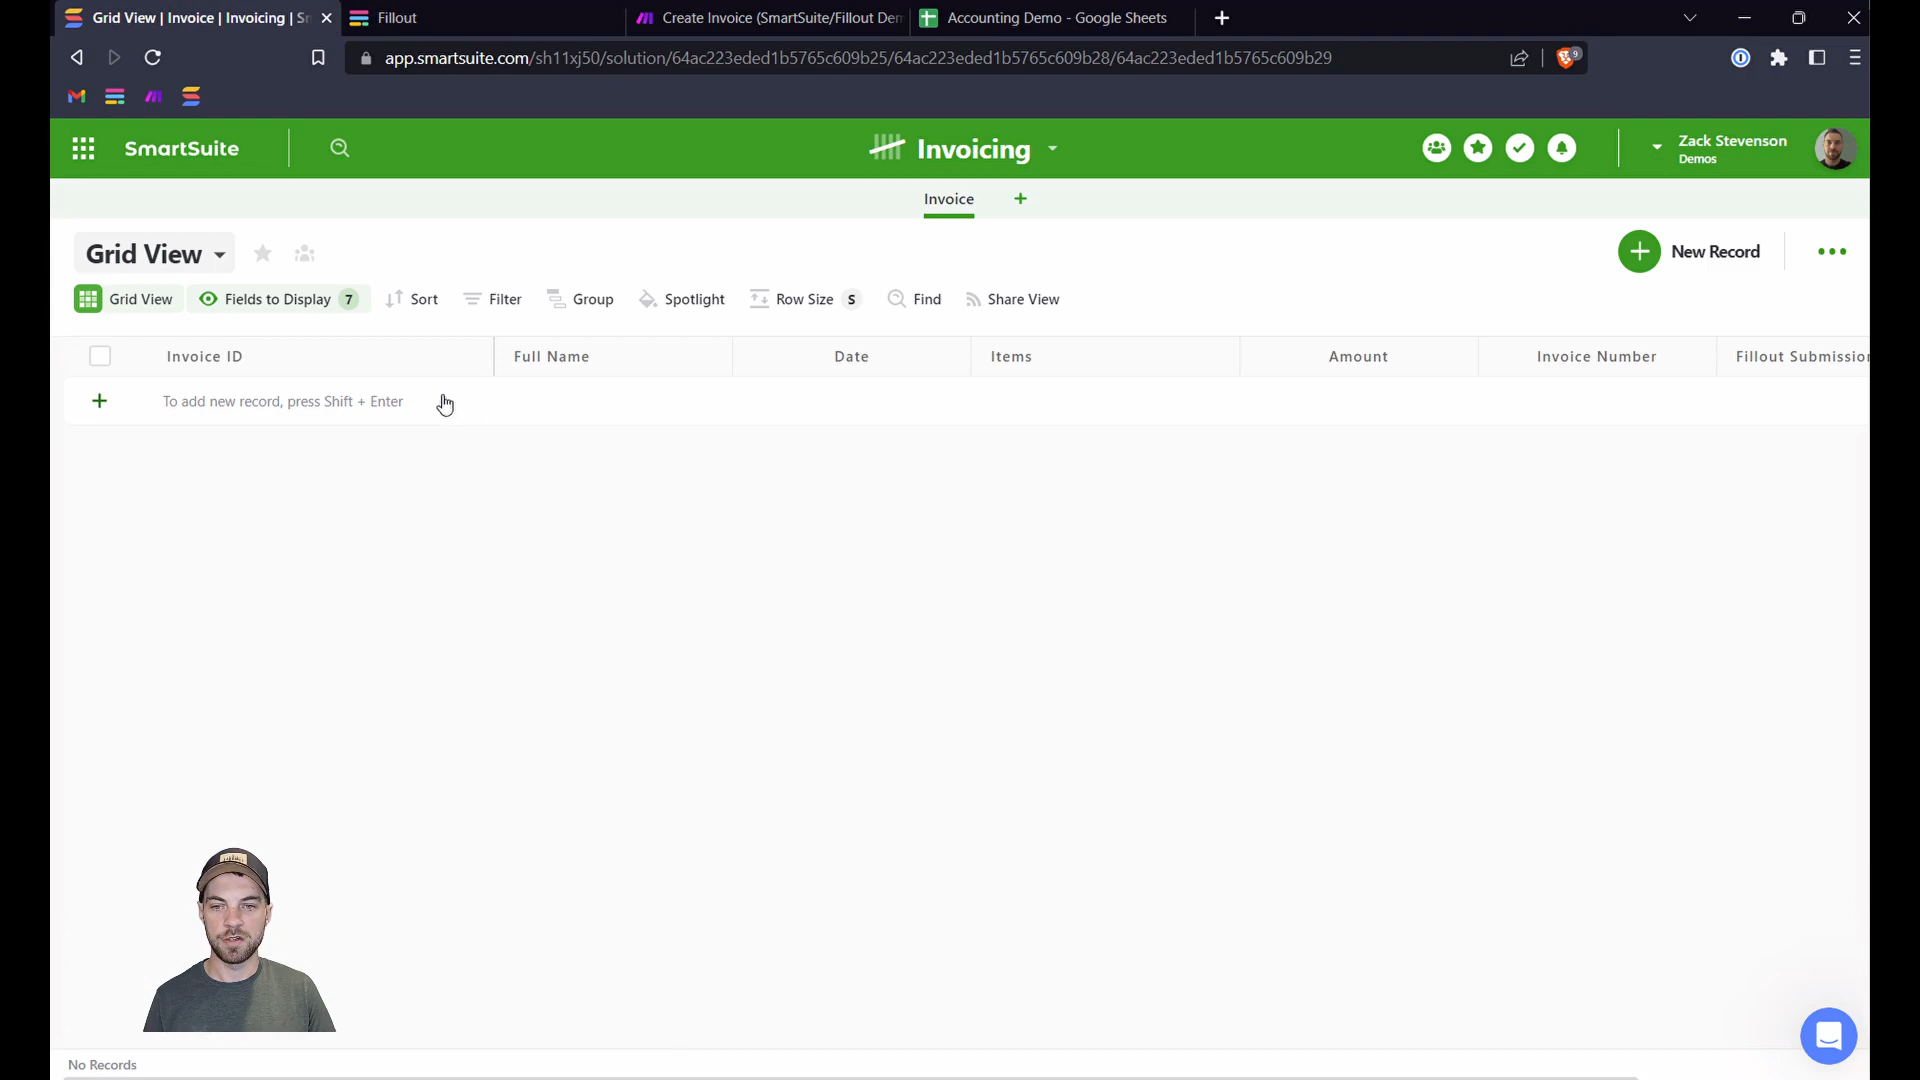 Grid View | Invoice | Invoicing | S
Fillout
Create Invoice (SmartSuite/Fillout Dem
Accounting Demo - Google Sheets
app.smartsuite.com/sh11xj50/solution/64ac223eded1b5765c609b25/64ac223eded1b5765c609b28/64ac223eded1b5765c609b29
9
SmartSuite
Invoicing
Zack Stevenson
Demos
Invoice
Grid View
New Record
Grid View
Fields to Display 7
Sort
Filter
Group
Spotlight
Row Size S
Find
Share View
Invoice ID
Full Name
Date
Items
Amount
Invoice Number
Fillout Submission
To add new record, press Shift + Enter
No Records